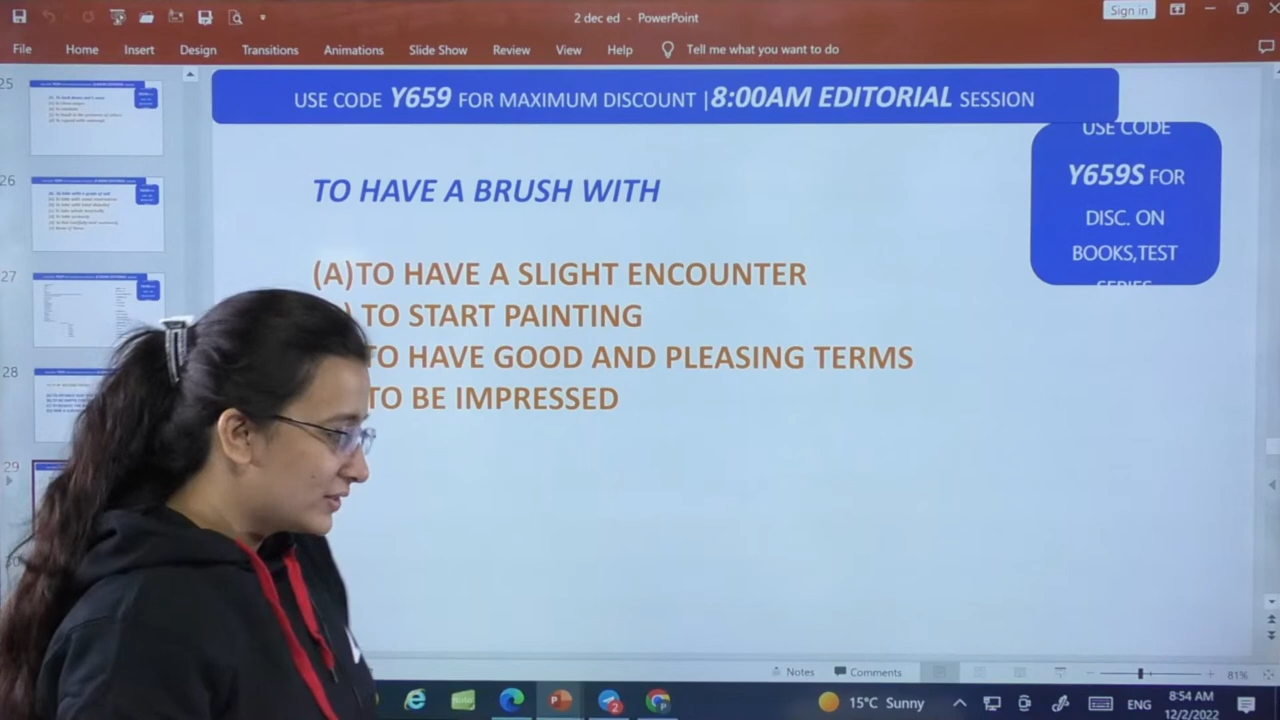 2 dec ed - PowerPoint
Sign in
File Home Insert Design Transitions Animations Slide Show Review View Help Tell me what you want to do
USE CODE Y659 FOR MAXIMUM DISCOUNT |8:00AM EDITORIAL SESSION
USE CODE
Y659S FOR
DISC. ON
BOOKS,TEST
SERIES
TO HAVE A BRUSH WITH
(A)TO HAVE A SLIGHT ENCOUNTER
) TO START PAINTING
TO HAVE GOOD AND PLEASING TERMS
TO BE IMPRESSED
25
26
27
28
29
30
Notes Comments 81%
2
15°C Sunny
ENG
8:54 AM
12/2/2022